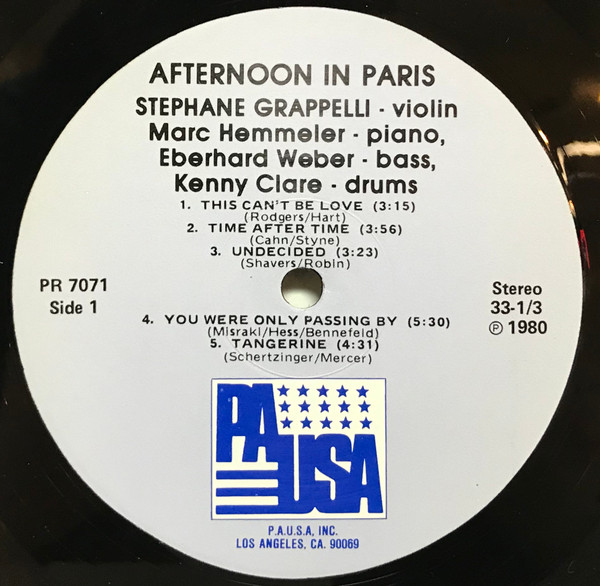 AFTERNOON IN PARIS
STEPHANE GRAPPELLI - violin
Marc Hemmeler - piano,
Eberhard Weber - bass,
Kenny Clare - drums
1. THIS CAN'T BE LOVE (3:15)
(Rodgers/Hart)
2. TIME AFTER TIME (3:56)
(Cahn/Styne)
3. UNDECIDED (3:23)
(Shavers/Robin)
PR 7071
Side 1
Stereo
33-1/3
℗ 1980
4. YOU WERE ONLY PASSING BY (5:30)
(Misraki/Hess/Bennefeld)
5. TANGERINE (4:31)
(Schertzinger/Mercer)
PAUSA
P.A.U.S.A, INC.
LOS ANGELES, CA. 90069